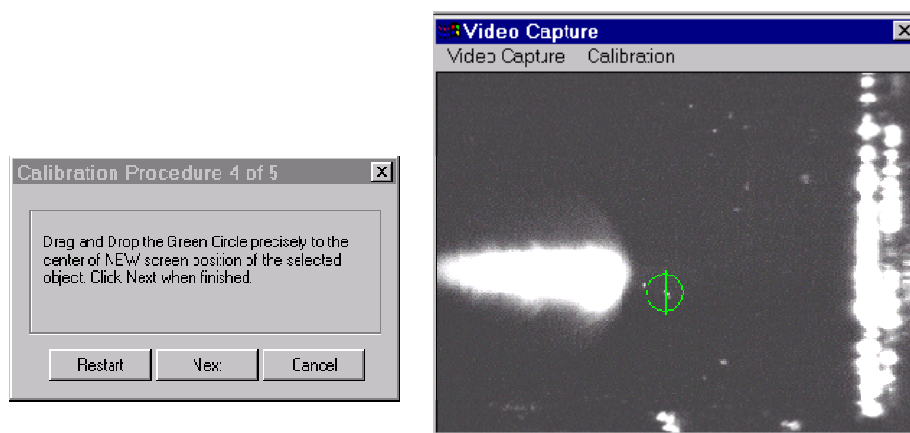 Calibration Procedure 4 of 5
Drag and Drop the Green Circle precisely to the
center of NEW screen position of the selected
object. Click Next when finished.
Restart
Next
Cancel
Video Capture
Video Capture Calibration